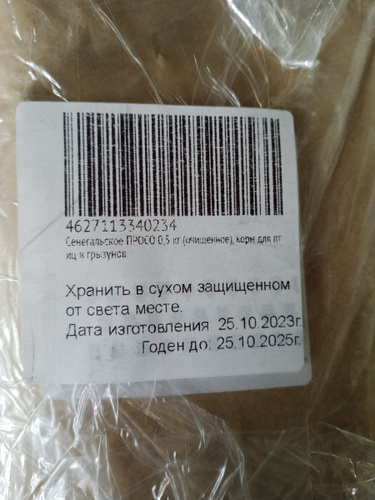 4627113340234
Сенегальское ПРОСО 0,5 кг (очищенное), корм для пт
иц и грызунов
Хранить в сухом защищенном
от света месте.
Дата изготовления 25.10.2023г.
Годен до: 25.10.2025г.